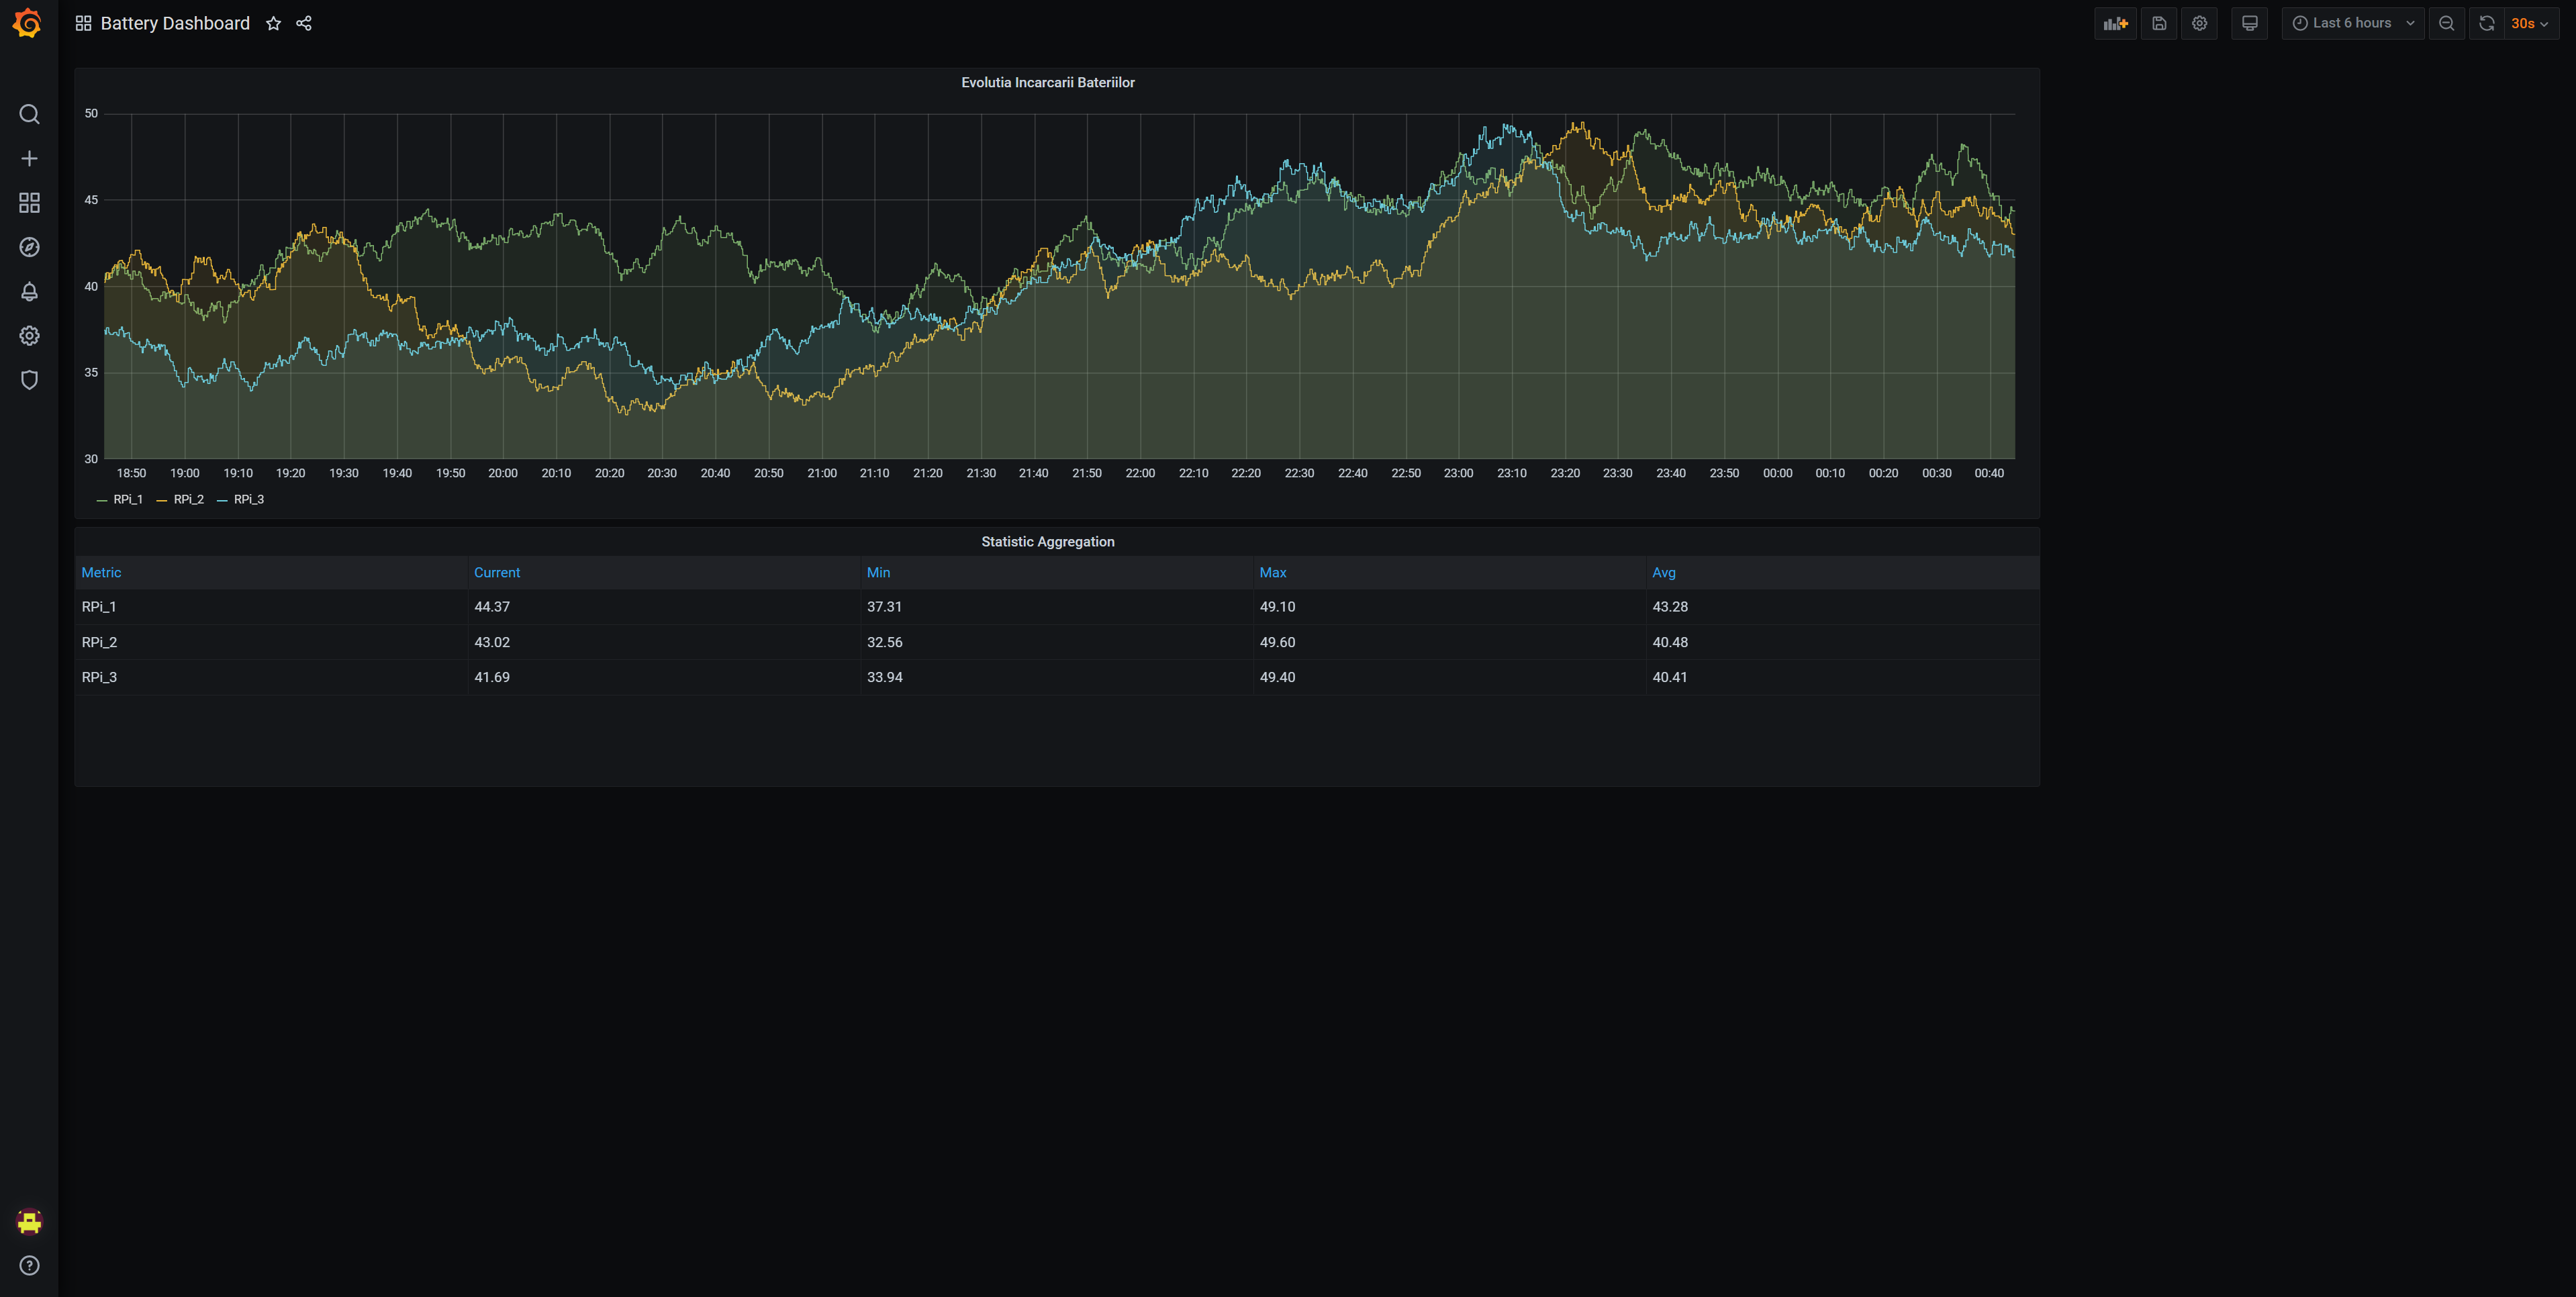 Battery Dashboard
Last 6 hours
30s
Evolutia Incarcarii Bateriilor
50
45
40
35
30
18:50 19:00 19:10 19:20 19:30 19:40 19:50 20:00 20:10 20:20 20:30 20:40 20:50 21:00 21:10 21:20 21:30 21:40 21:50 22:00 22:10 22:20 22:30 22:40 22:50 23:00 23:10 23:20 23:30 23:40 23:50 00:00 00:10 00:20 00:30 00:40
RPi_1 RPi_2 RPi_3
Statistic Aggregation
Metric Current Min Max Avg
RPi_1 44.37 37.31 49.10 43.28
RPi_2 43.02 32.56 49.60 40.48
RPi_3 41.69 33.94 49.40 40.41